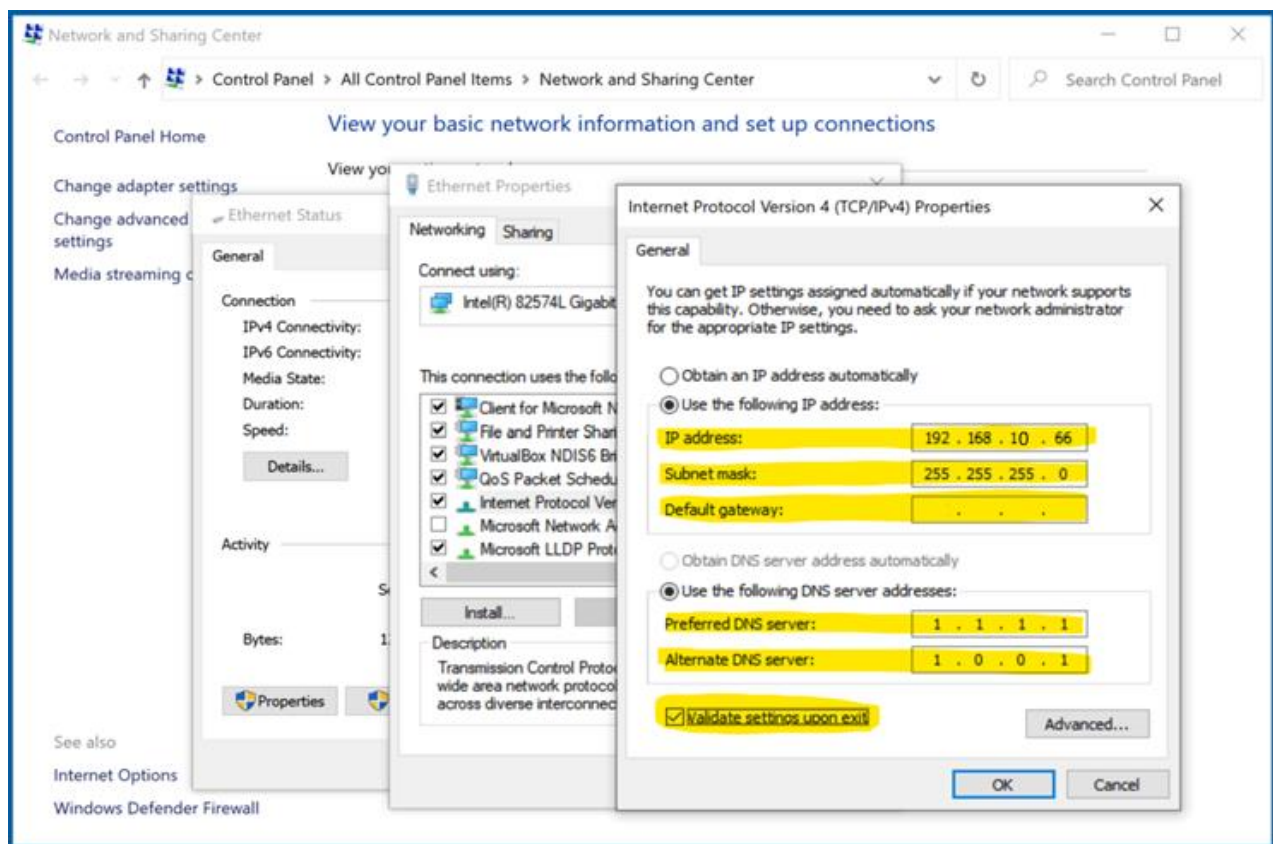 Network and Sharing Center
Control Panel > All Control Panel Items > Network and Sharing Center
Search Control Panel
Control Panel Home
Change adapter settings
Change advanced
settings
Media streaming
See also
Internet Options
Windows Defender Firewall
View your basic network information and set up connections
View
Ethernet Status
General
Connection
IPv4 Connectivity:
IPv6 Connectivity:
Media State:
Duration:
Speed:
Details...
Activity
Bytes:
Properties
Ethernet Properties
Networking Sharing
Connect using:
Intel(R) 82574L Gigabit
This connection uses the
Client for Microsoft
File and Printer
VirtualBox NDIS6
QoS Packet
Internet Protocol
Microsoft Network
Microsoft LLDP
Install...
Description
Transmission Control
wide area network protocol
across diverse
Internet Protocol Version 4 (TCP/IPv4) Properties
General
You can get IP settings assigned automatically if your network supports
this capability. Otherwise, you need to ask your network administrator
for the appropriate IP settings.
Obtain an IP address automatically
Use the following IP address:
IP address: 192 . 168 . 10 . 66
Subnet mask: 255 . 255 . 255 . 0
Default gateway: . . .
Obtain DNS server address automatically
Use the following DNS server addresses:
Preferred DNS server: 1 . 1 . 1 . 1
Alternate DNS server: 1 . 0 . 0 . 1
Validate settings upon exit
Advanced...
OK Cancel